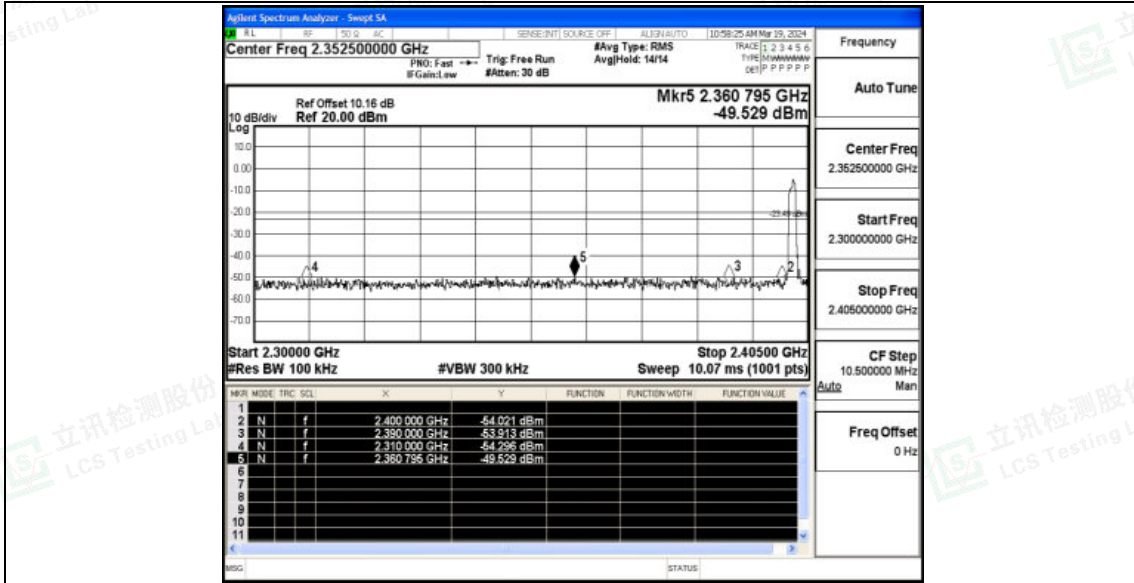 Agilent Spectrum Analyzer - Swept SA
RL RF 50 Ω AC SENSE:INT SOURCE OFF ALIGN AUTO 10:58:25 AM Mar 19, 2024
Center Freq 2.352500000 GHz
PNO: Fast
IFGain:Low
Trig: Free Run
#Atten: 30 dB
#Avg Type: RMS
Avg|Hold: 14/14
TRACE 1 2 3 4 5 6
TYPE MWWWWW
DET P P P P P P
Frequency
Auto Tune
Center Freq
2.352500000 GHz
Start Freq
2.300000000 GHz
Stop Freq
2.405000000 GHz
CF Step
10.500000 MHz
Auto Man
Freq Offset
0 Hz
Mkr5 2.360 795 GHz
-49.529 dBm
Ref Offset 10.16 dB
10 dB/div Ref 20.00 dBm
Log
10.0
0.00
-10.0
-20.0
-30.0
-40.0
-50.0
-60.0
-70.0
4
5
3
2
Start 2.30000 GHz Stop 2.40500 GHz
#Res BW 100 kHz #VBW 300 kHz Sweep 10.07 ms (1001 pts)
MKR MODE TRC SCL X Y FUNCTION FUNCTION WIDTH FUNCTION VALUE
1
2 N f 2.400 000 GHz -54.021 dBm
3 N f 2.390 000 GHz -53.913 dBm
4 N f 2.310 000 GHz -54.296 dBm
5 N f 2.360 795 GHz -49.529 dBm
6
7
8
9
10
11
MSG STATUS
立讯检测股份
LCS Testing Lab
立讯检测股份
LCS Testing L